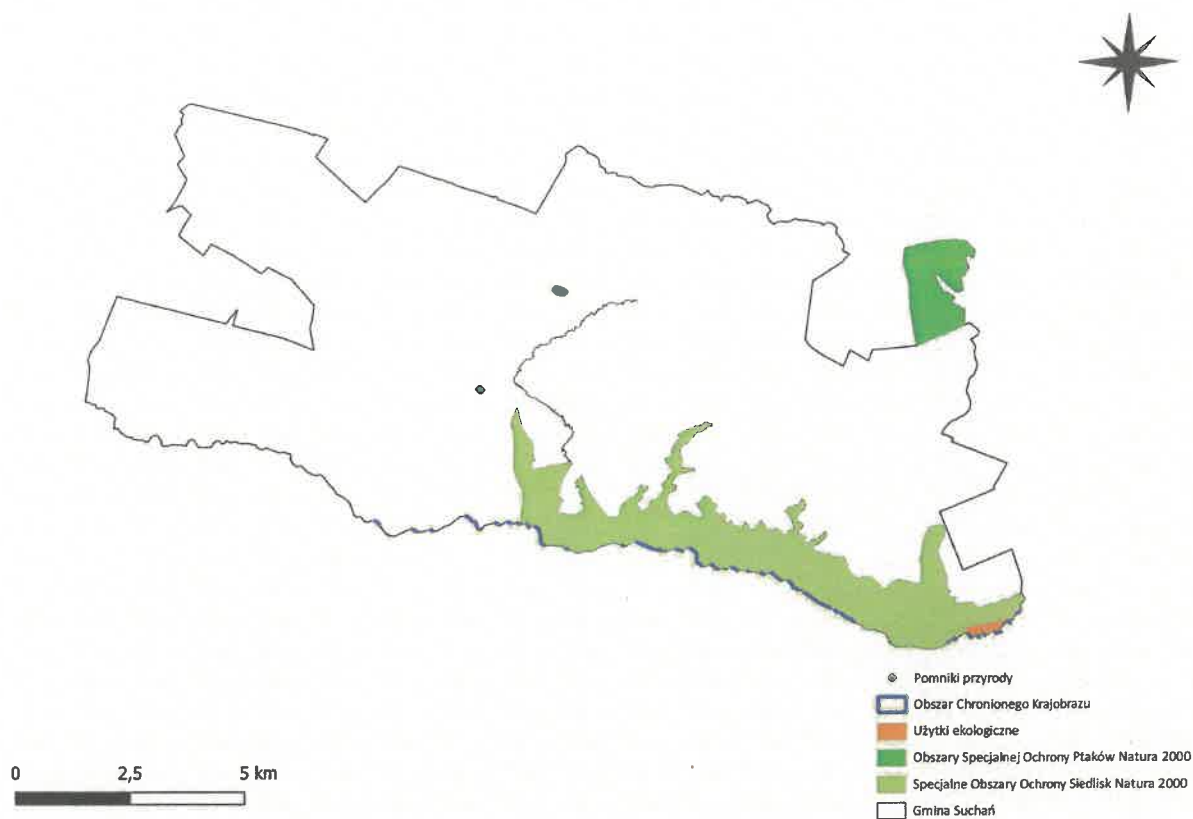 Pomniki przyrody
Obszar Chronionego Krajobrazu
Użytki ekologiczne
Obszary Specjalnej Ochrony Ptaków Natura 2000
Specjalne Obszary Ochrony Siedlisk Natura 2000
Gmina Suchań
0 2,5 5 km